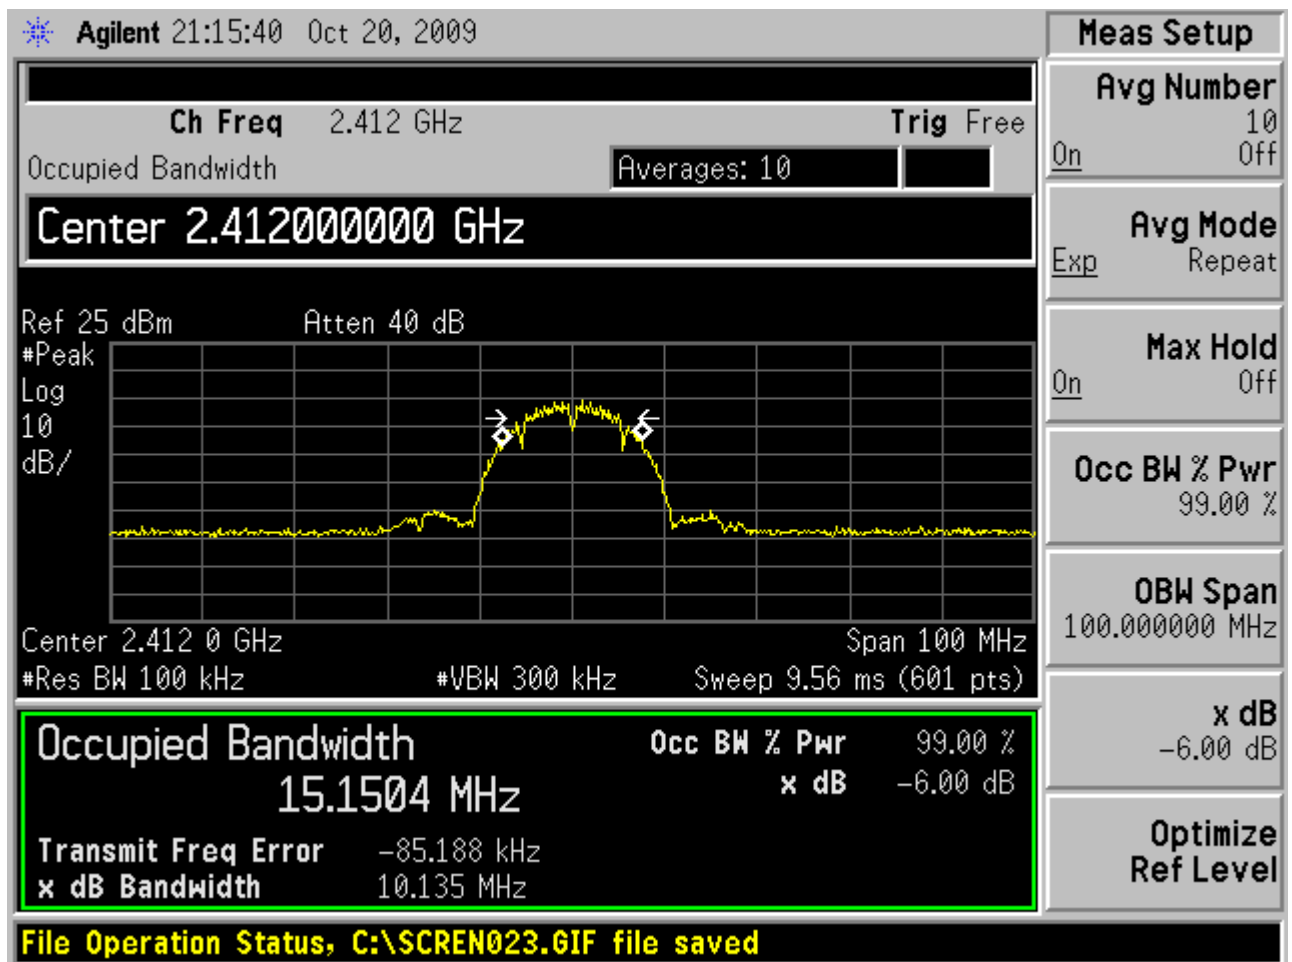 Agilent 21:15:40 Oct 20, 2009
Ch Freq 2.412 GHz Trig Free
Occupied Bandwidth Averages: 10
Center 2.412000000 GHz
Ref 25 dBm Atten 40 dB
#Peak
Log
10
dB/
Center 2.412 0 GHz Span 100 MHz
#Res BW 100 kHz #VBW 300 kHz Sweep 9.56 ms (601 pts)
Occupied Bandwidth Occ BW % Pwr 99.00 %
15.1504 MHz x dB -6.00 dB
Transmit Freq Error -85.188 kHz
x dB Bandwidth 10.135 MHz
File Operation Status, C:\SCREN023.GIF file saved
Meas Setup
Avg Number
10
On Off
Avg Mode
Exp Repeat
Max Hold
On Off
Occ BW % Pwr
99.00 %
OBW Span
100.000000 MHz
x dB
-6.00 dB
Optimize
Ref Level